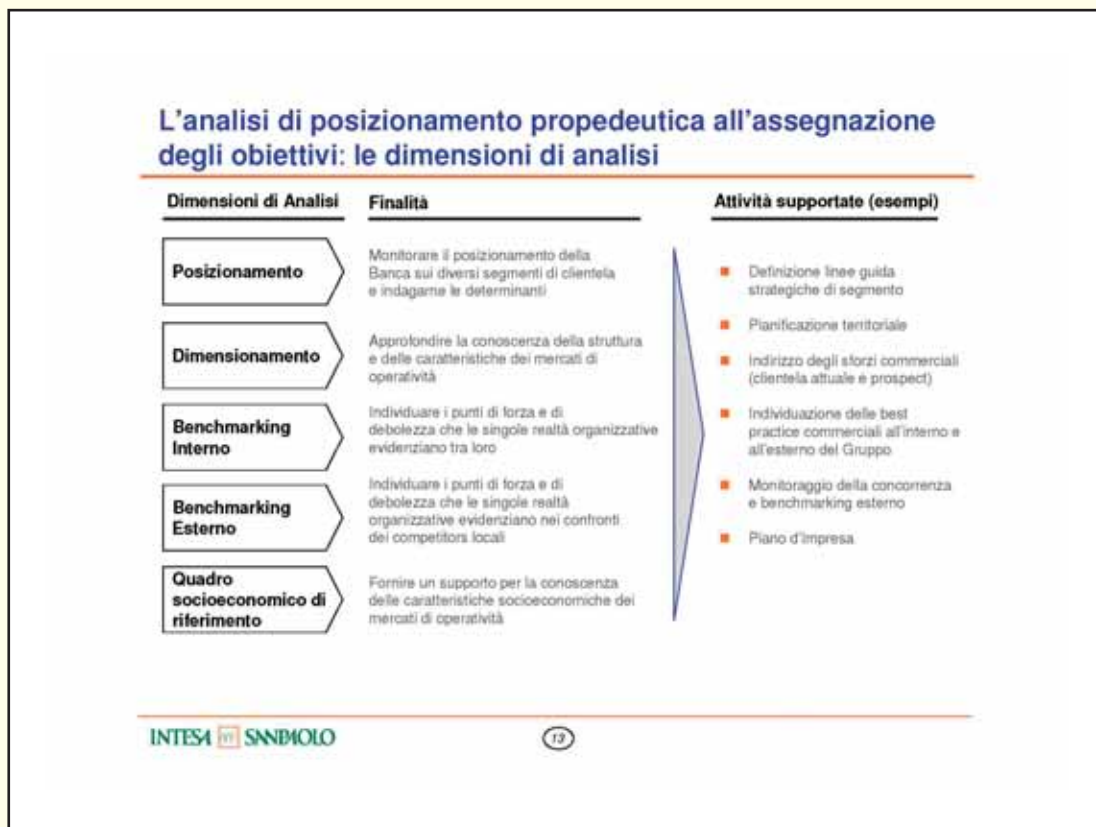 L'analisi di posizionamento propedeutica all'assegnazione
degli obiettivi: le dimensioni di analisi
Dimensioni di Analisi
Finalità
Attività supportate (esempi)
Posizionamento
Monitorare il posizionamento della
Banca sui diversi segmenti di clientela
e indagarne le determinanti
Dimensionamento
Approfondire la conoscenza della struttura
e delle caratteristiche dei mercati di
operatività
Benchmarking
Interno
Individuare i punti di forza e di
debolezza che le singole realtà organizzative
evidenziano tra loro
Benchmarking
Esterno
Individuare i punti di forza e di
debolezza che le singole realtà
organizzative evidenziano nei confronti
dei competitors locali
Quadro
socioeconomico di
riferimento
Fornire un supporto per la conoscenza
delle caratteristiche socioeconomiche dei
mercati di operatività
Definizione linee guida
strategiche di segmento
Pianificazione territoriale
Indirizzo degli sforzi commerciali
(clientela attuale e prospect)
Individuazione delle best
practice commerciali all'interno e
all'esterno del Gruppo
Monitoraggio della concorrenza
e benchmarking esterno
Piano d'Impresa
INTESA SANPAOLO
13